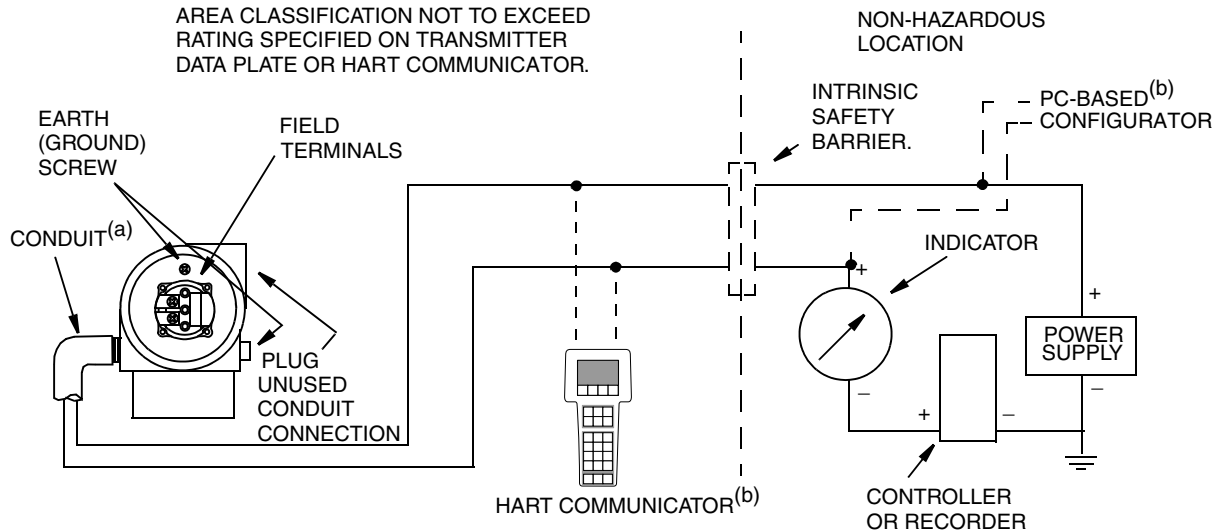 AREA CLASSIFICATION NOT TO EXCEED
RATING SPECIFIED ON TRANSMITTER
DATA PLATE OR HART COMMUNICATOR.
NON-HAZARDOUS
LOCATION
EARTH
(GROUND)
SCREW
FIELD
TERMINALS
INTRINSIC
SAFETY
BARRIER.
PC-BASED(b)
CONFIGURATOR
CONDUIT(a)
INDICATOR
+
+
POWER
SUPPLY
PLUG
UNUSED
CONDUIT
CONNECTION
–
–
+
–
HART COMMUNICATOR(b)
CONTROLLER
OR RECORDER